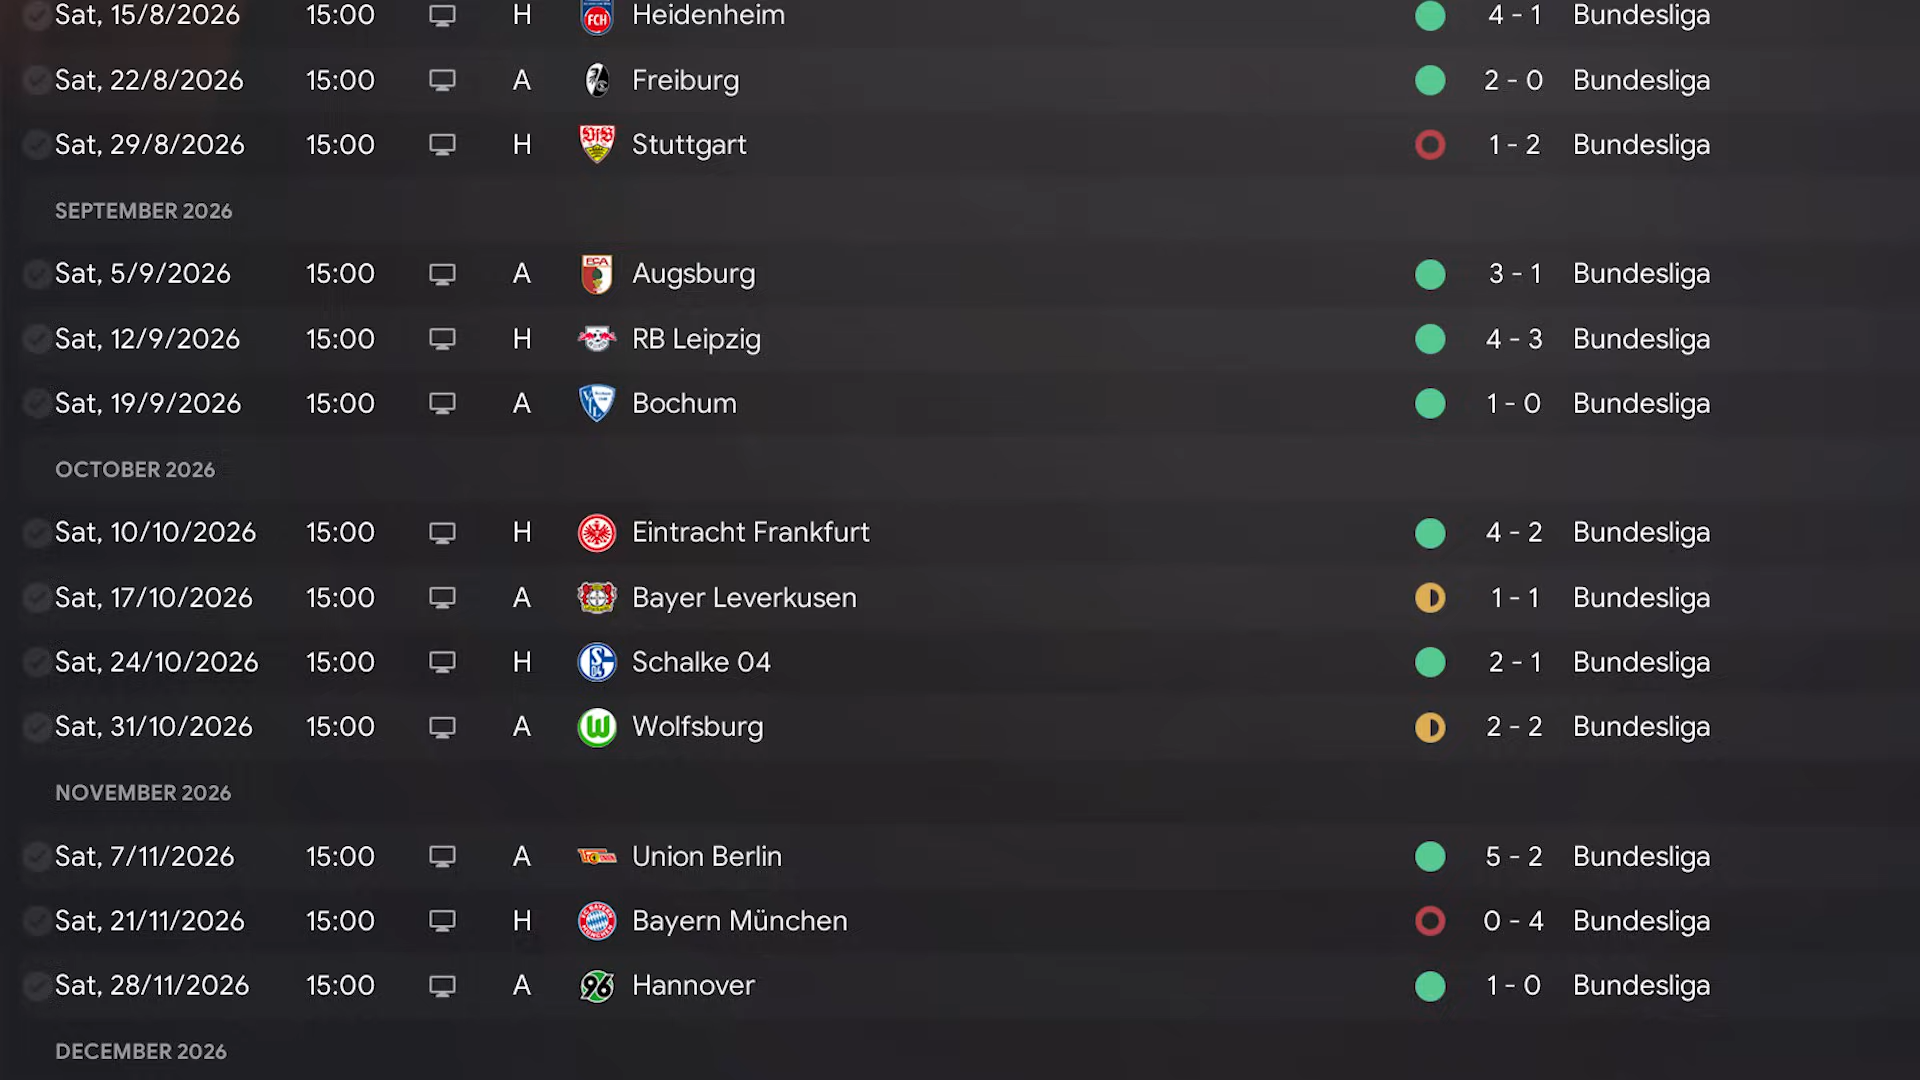 Sat, 15/8/2026 15:00 H Heidenheim 4 - 1 Bundesliga
Sat, 22/8/2026 15:00 A Freiburg 2 - 0 Bundesliga
Sat, 29/8/2026 15:00 H Stuttgart 1 - 2 Bundesliga
SEPTEMBER 2026
Sat, 5/9/2026 15:00 A Augsburg 3 - 1 Bundesliga
Sat, 12/9/2026 15:00 H RB Leipzig 4 - 3 Bundesliga
Sat, 19/9/2026 15:00 A Bochum 1 - 0 Bundesliga
OCTOBER 2026
Sat, 10/10/2026 15:00 H Eintracht Frankfurt 4 - 2 Bundesliga
Sat, 17/10/2026 15:00 A Bayer Leverkusen 1 - 1 Bundesliga
Sat, 24/10/2026 15:00 H Schalke 04 2 - 1 Bundesliga
Sat, 31/10/2026 15:00 A Wolfsburg 2 - 2 Bundesliga
NOVEMBER 2026
Sat, 7/11/2026 15:00 A Union Berlin 5 - 2 Bundesliga
Sat, 21/11/2026 15:00 H Bayern München 0 - 4 Bundesliga
Sat, 28/11/2026 15:00 A Hannover 1 - 0 Bundesliga
DECEMBER 2026